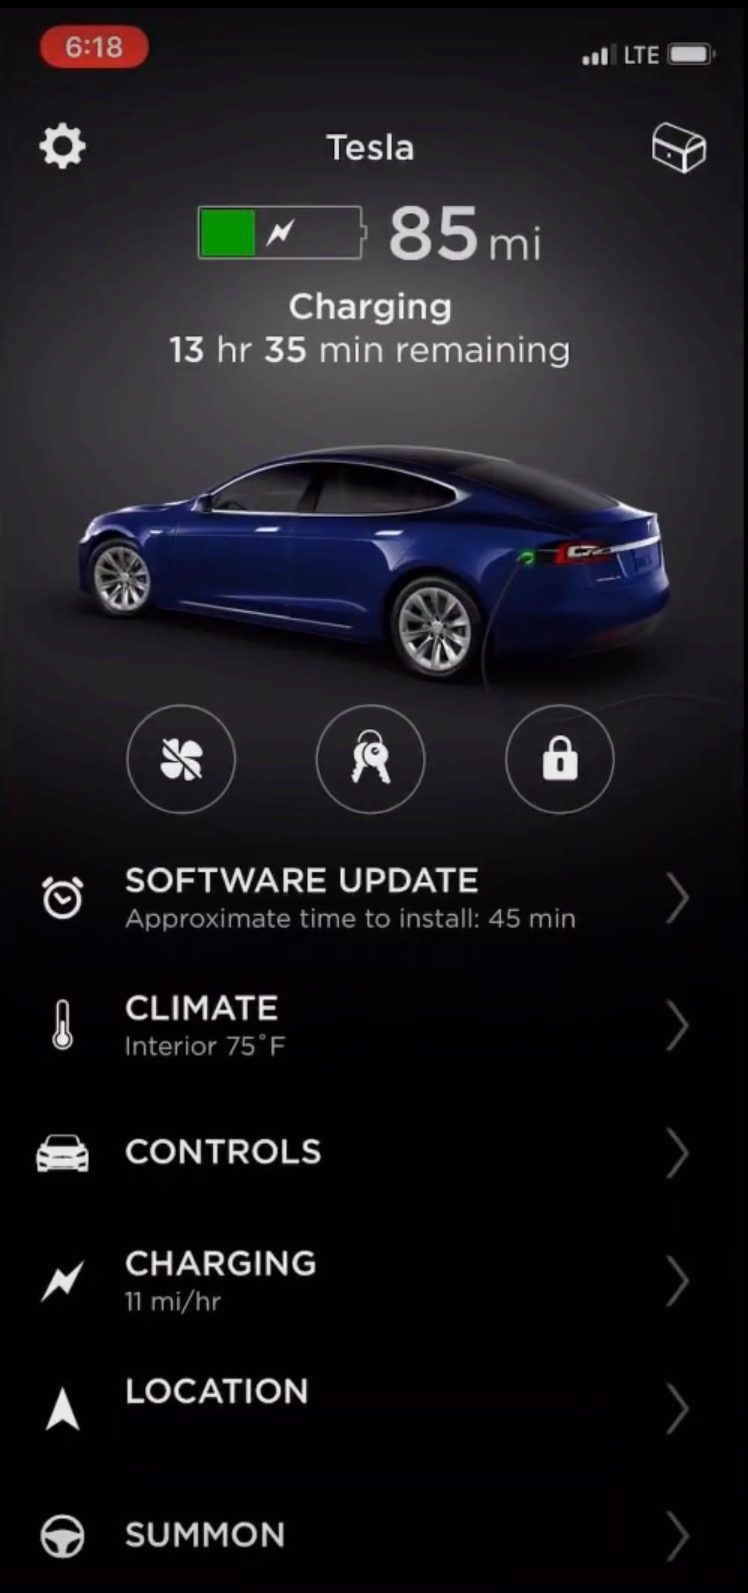 6:18
LTE
Tesla
85 mi
Charging
13 hr 35 min remaining
SOFTWARE UPDATE
Approximate time to install: 45 min
CLIMATE
Interior 75°F
CONTROLS
CHARGING
11 mi/hr
LOCATION
SUMMON